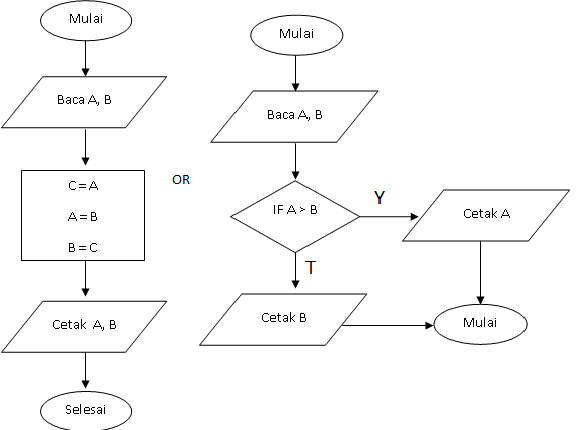 Mulai
Baca A, B
C = A
A = B
B = C
Cetak A, B
Selesai
OR
Mulai
Baca A, B
IF A > B
Y
Cetak A
T
Cetak B
Mulai